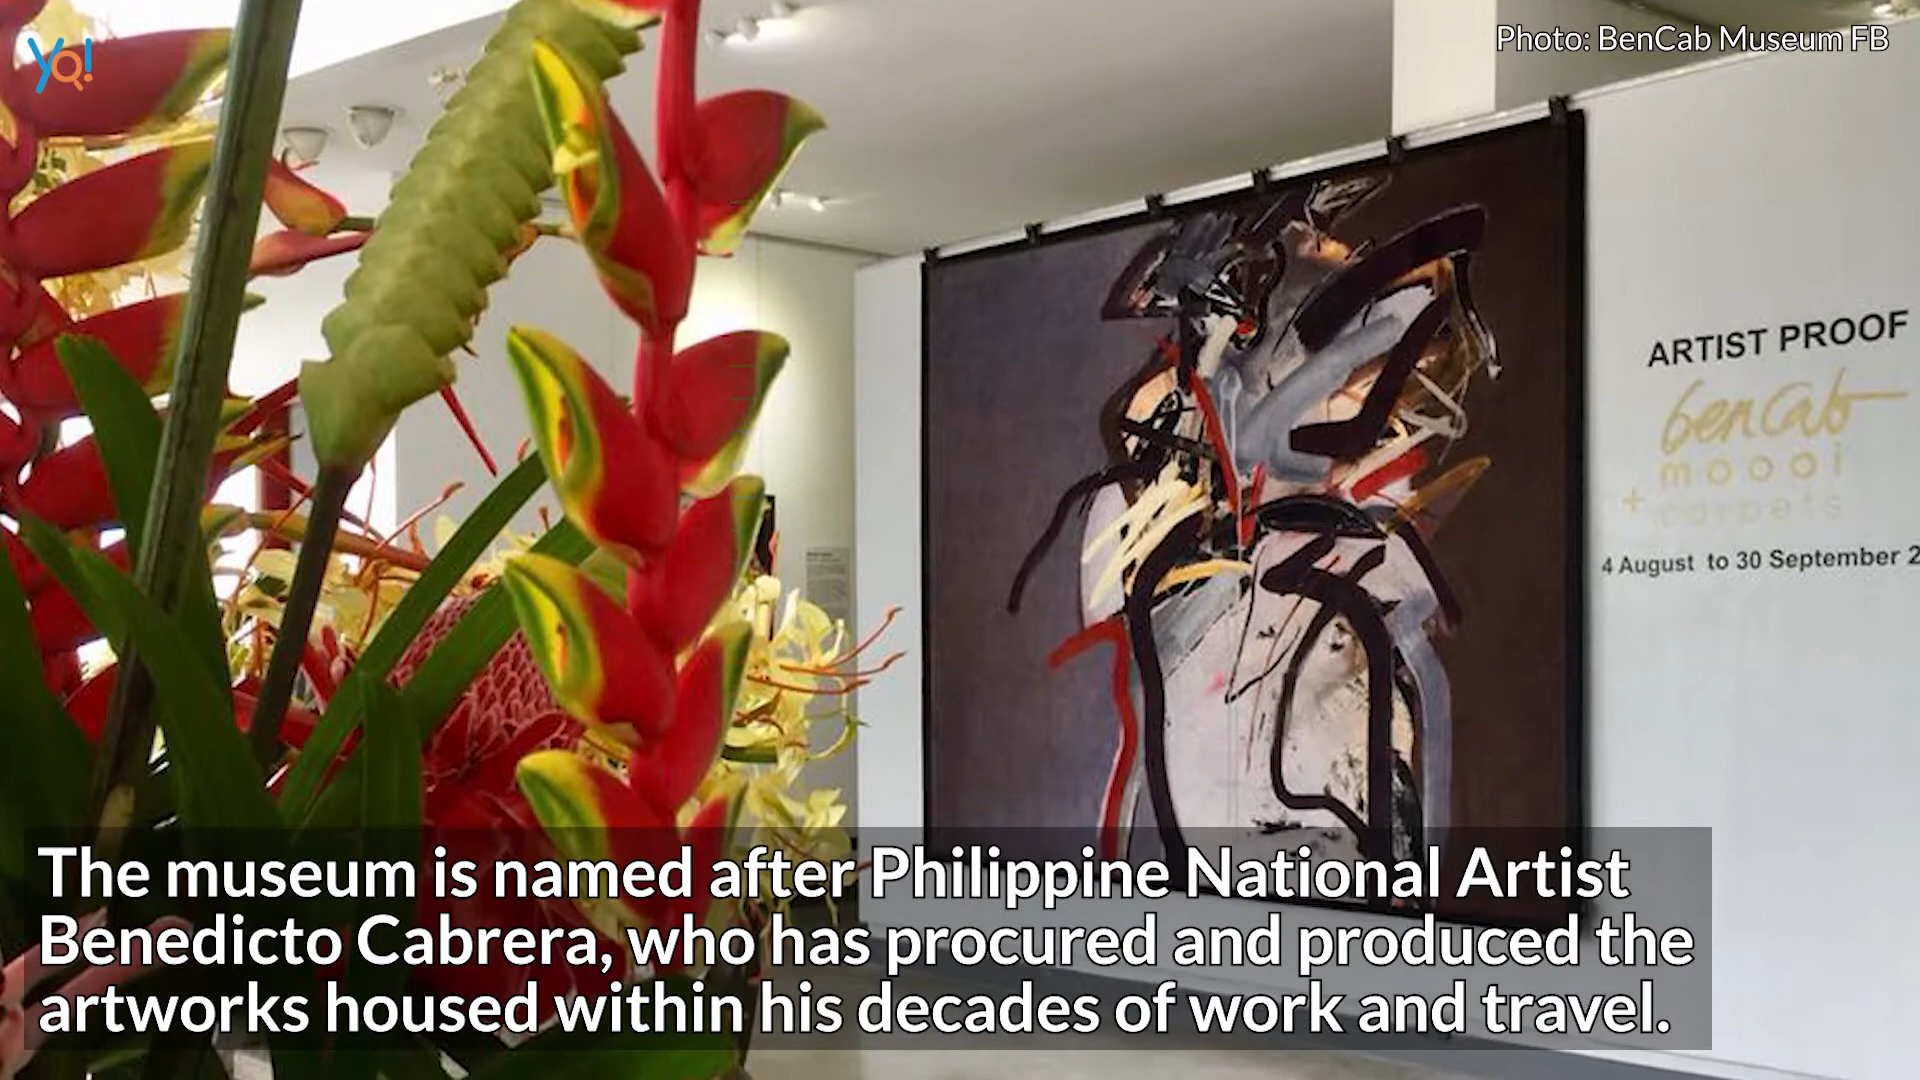 Yo!
Photo: BenCab Museum FB
ARTIST PROOF
bencab
moooi
+ carpets
4 August to 30 September 2
The museum is named after Philippine National Artist
Benedicto Cabrera, who has procured and produced the
artworks housed within his decades of work and travel.